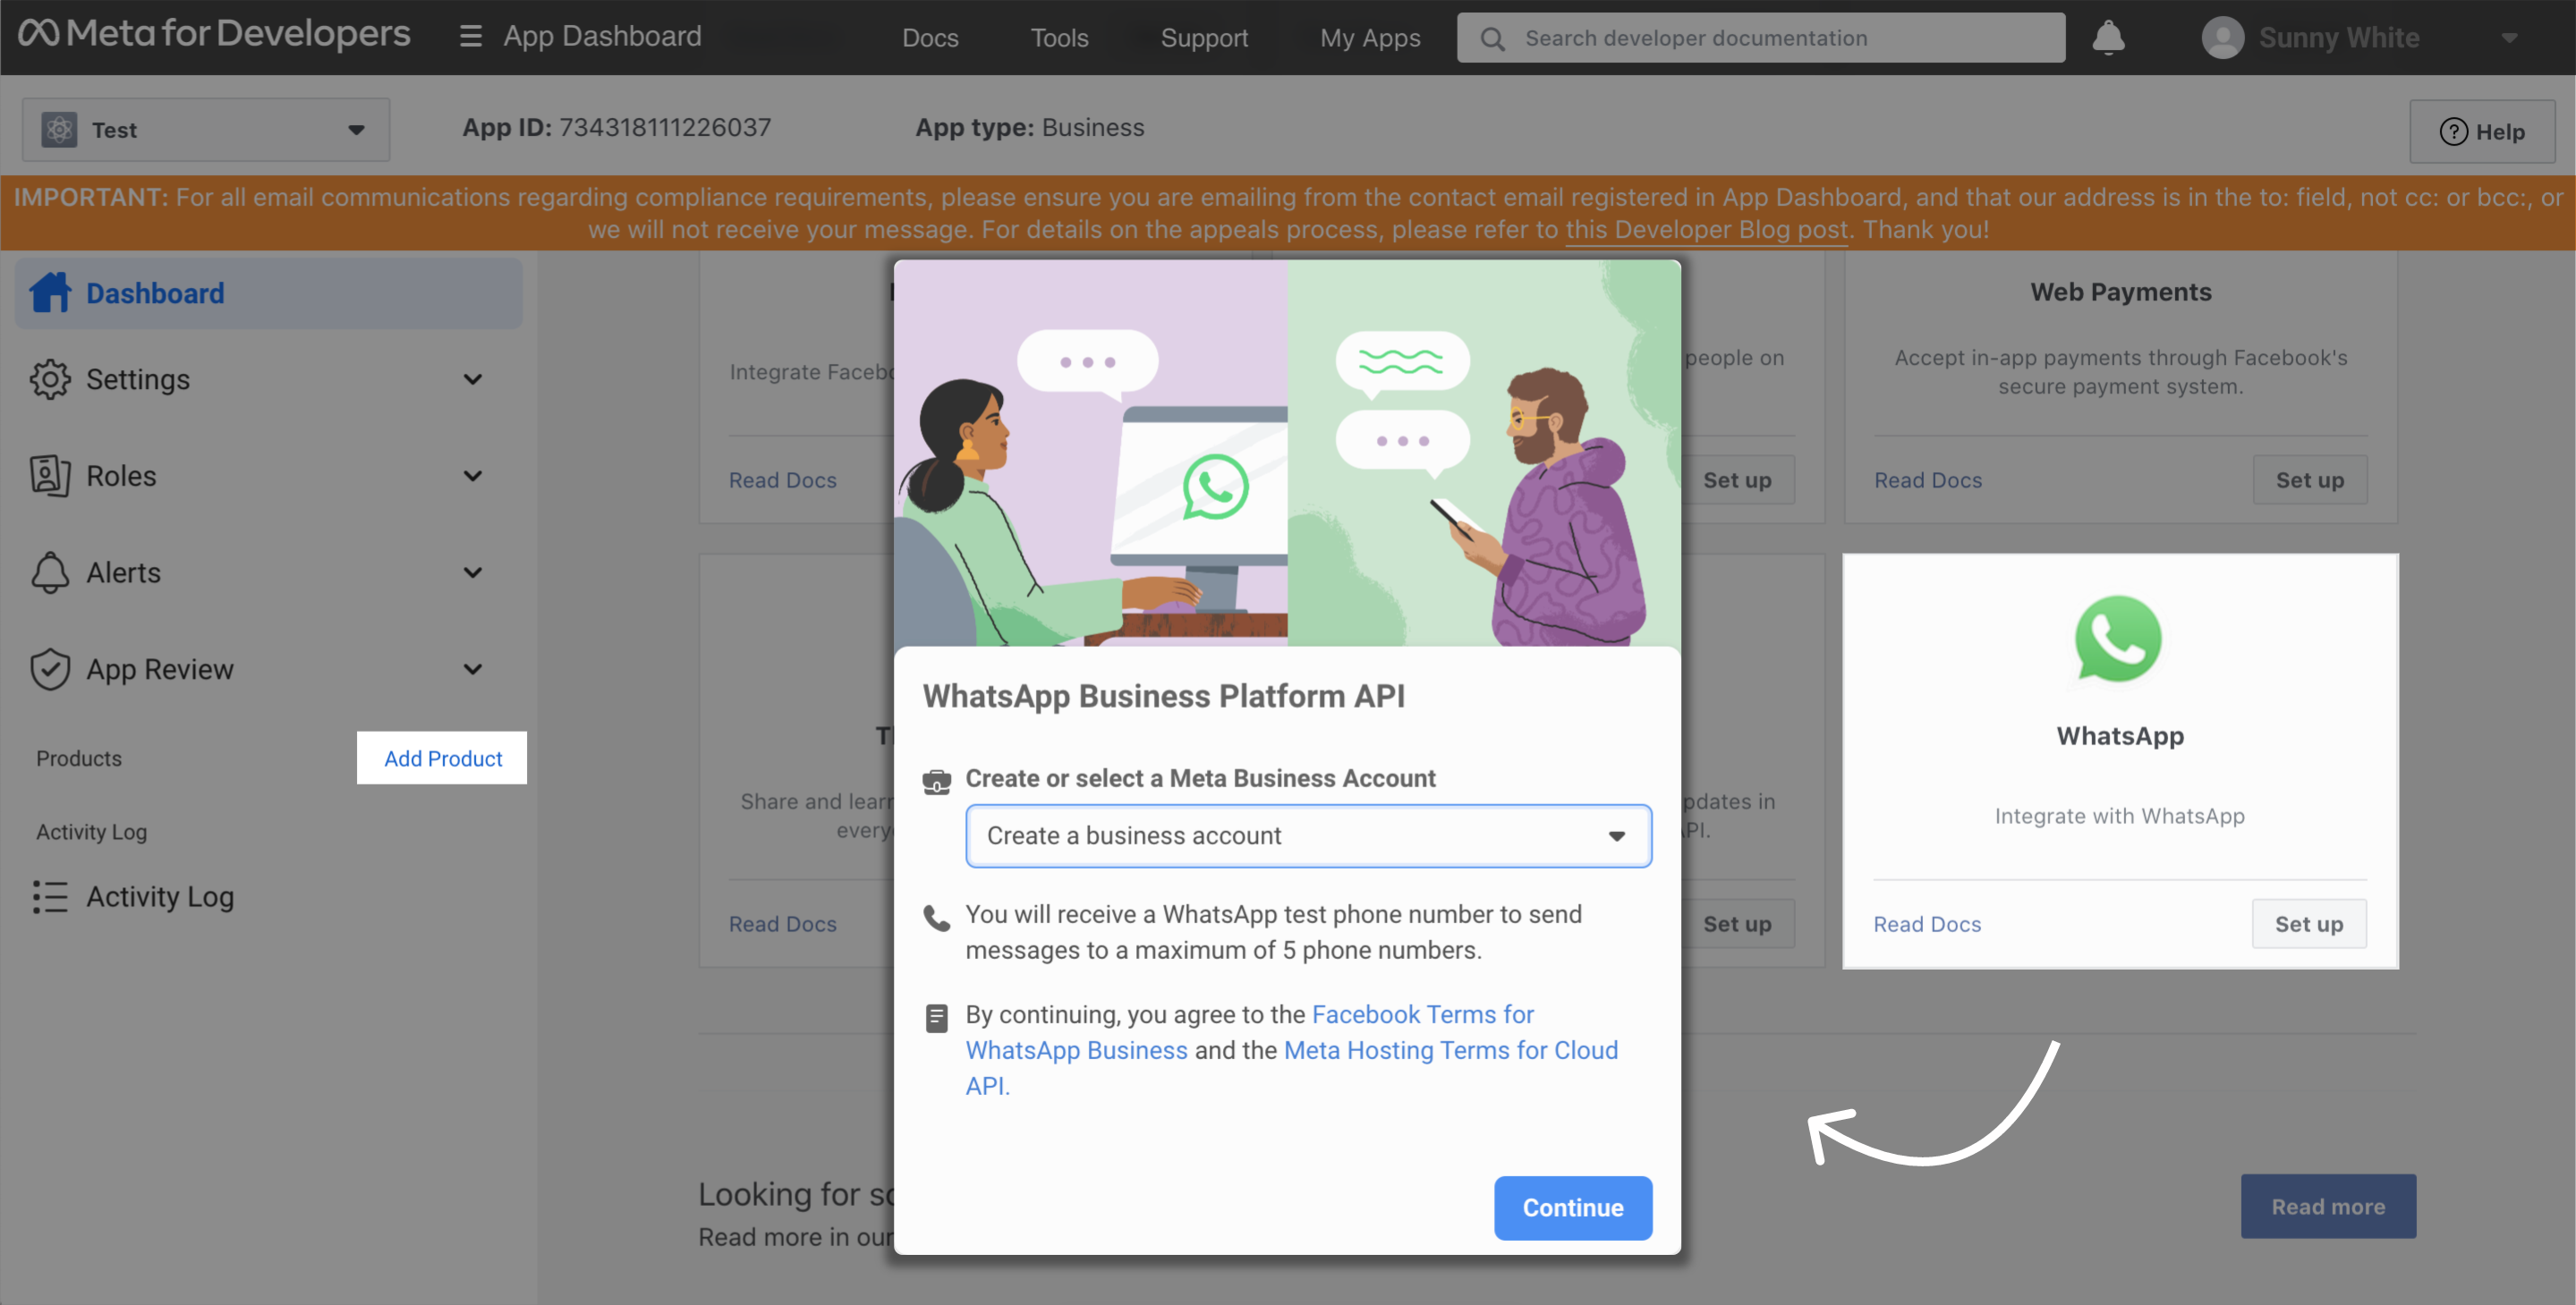 Meta for Developers
App Dashboard
Docs
Tools
Support
My Apps
Search developer documentation
Sunny White
Test
App ID: 734318111226037
App type: Business
Help
IMPORTANT: For all email communications regarding compliance requirements, please ensure you are emailing from the contact email registered in App Dashboard, and that our address is in the to: field, not cc: or bcc:, or
we will not receive your message. For details on the appeals process, please refer to this Developer Blog post. Thank you!
Dashboard
Settings
Roles
Alerts
App Review
Products
Add Product
Activity Log
Activity Log
Integrate
Read Docs
people on
Set up
Web Payments
Accept in-app payments through Facebook's
secure payment system.
Read Docs
Set up
Share and
Read Docs
in
Set up
WhatsApp
Integrate with WhatsApp
Read Docs
Set up
WhatsApp Business Platform API
Create or select a Meta Business Account
Create a business account
You will receive a WhatsApp test phone number to send
messages to a maximum of 5 phone numbers.
By continuing, you agree to the Facebook Terms for
WhatsApp Business and the Meta Hosting Terms for Cloud
API.
Continue
Looking for
Read more in our
Read more